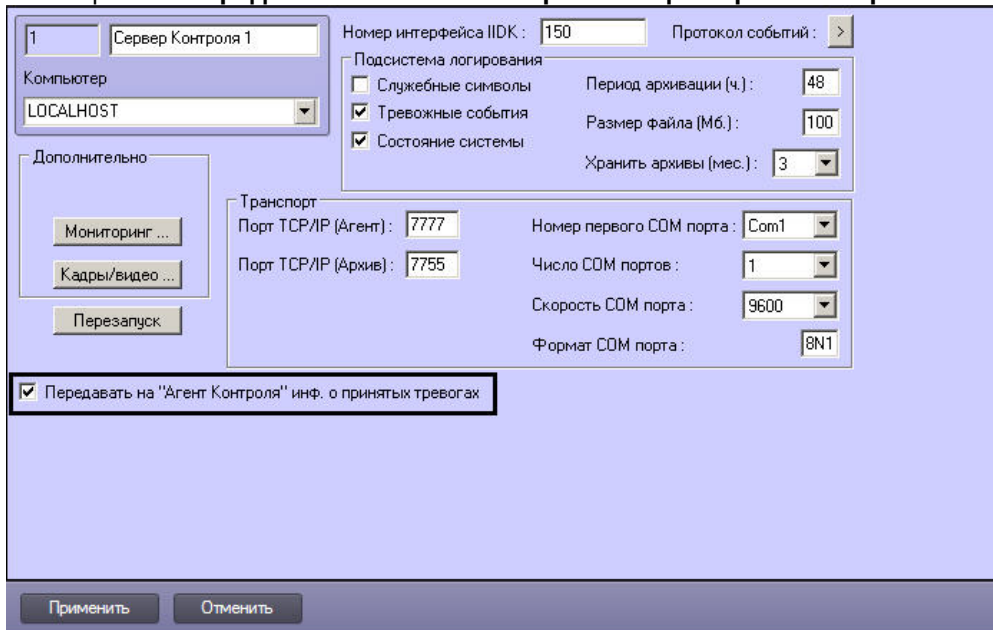 1
Сервер Контроля 1
Компьютер
LOCALHOST
Номер интерфейса IIDK :
150
Протокол событий :
>
Подсистема логирования
Служебные символы
Тревожные события
Состояние системы
Период архивации (ч.) :
48
Размер файла (Мб.) :
100
Хранить архивы (мес.) :
3
Дополнительно
Мониторинг ...
Кадры/видео ...
Перезапуск
Транспорт
Порт TCP/IP (Агент) :
7777
Порт TCP/IP (Архив) :
7755
Номер первого COM порта :
Com1
Число COM портов :
1
Скорость COM порта :
9600
Формат COM порта :
8N1
Передавать на "Агент Контроля" инф. о принятых тревогах
Применить
Отменить